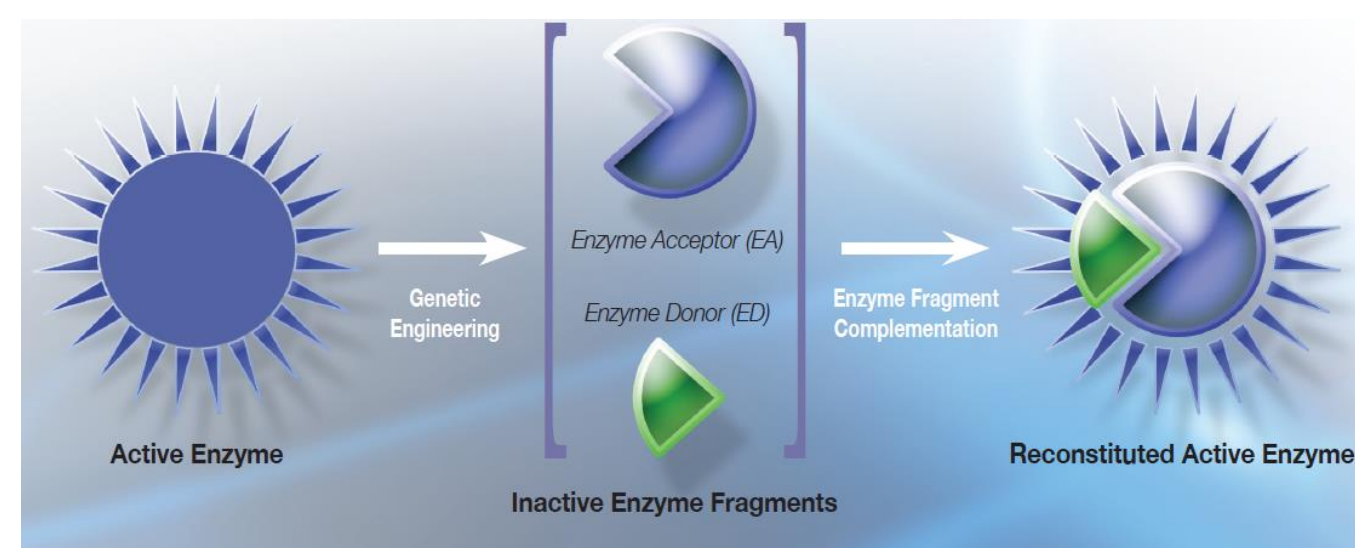 Active Enzyme
Genetic
Engineering
Enzyme Acceptor (EA)
Enzyme Donor (ED)
Inactive Enzyme Fragments
Enzyme Fragment
Complementation
Reconstituted Active Enzyme